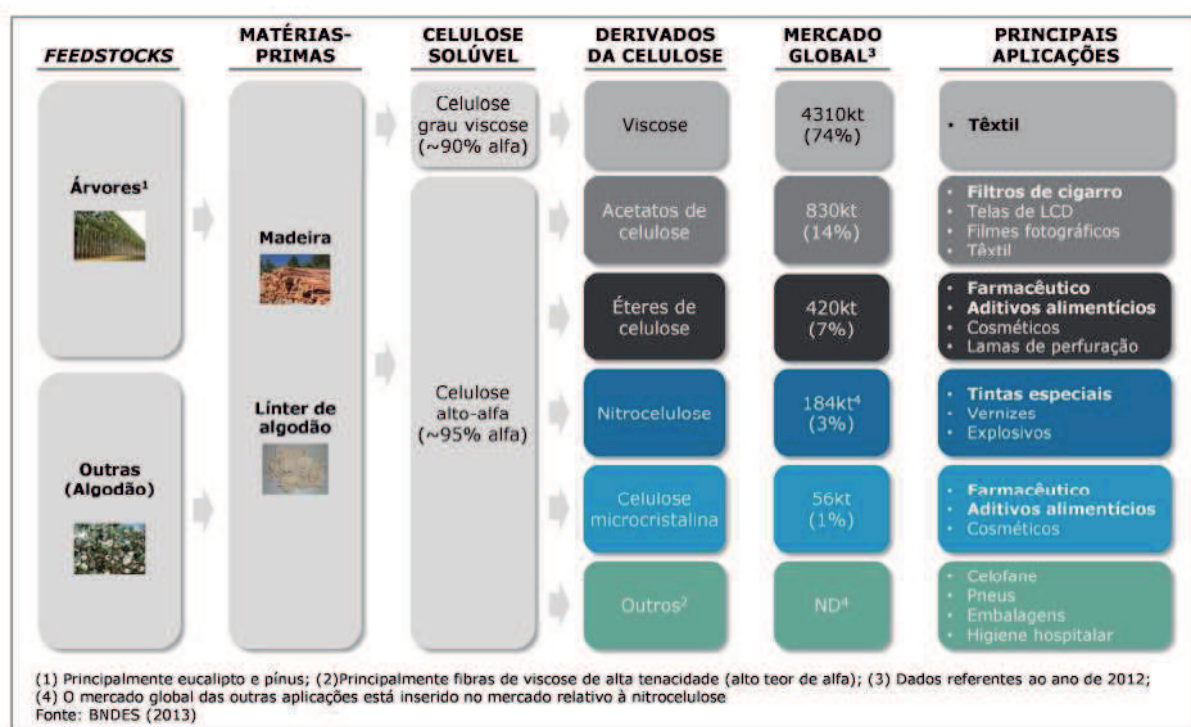 FEEDSTOCKS
MATÉRIAS-
PRIMAS
CELULOSE
SOLÚVEL
DERIVADOS
DA CELULOSE
MERCADO
GLOBAL³
PRINCIPAIS
APLICAÇÕES
Árvores¹
Outras
(Algodão)
Madeira
Línter de
algodão
Celulose
grau viscose
(~90% alfa)
Celulose
alto-alfa
(~95% alfa)
Viscose
4310kt
(74%)
• Têxtil
Acetatos de
celulose
830kt
(14%)
• Filtros de cigarro
• Telas de LCD
• Filmes fotográficos
• Têxtil
Éteres de
celulose
420kt
(7%)
• Farmacêutico
• Aditivos alimentícios
• Cosméticos
• Lamas de perfuração
Nitrocelulose
184kt⁴
(3%)
• Tintas especiais
• Vernizes
• Explosivos
Celulose
microcristalina
56kt
(1%)
• Farmacêutico
• Aditivos alimentícios
• Cosméticos
Outros²
ND⁴
• Celofane
• Pneus
• Embalagens
• Higiene hospitalar
(1) Principalmente eucalipto e pínus; (2)Principalmente fibras de viscose de alta tenacidade (alto teor de alfa); (3) Dados referentes ao ano de 2012;
(4) O mercado global das outras aplicações está inserido no mercado relativo à nitrocelulose
Fonte: BNDES (2013)